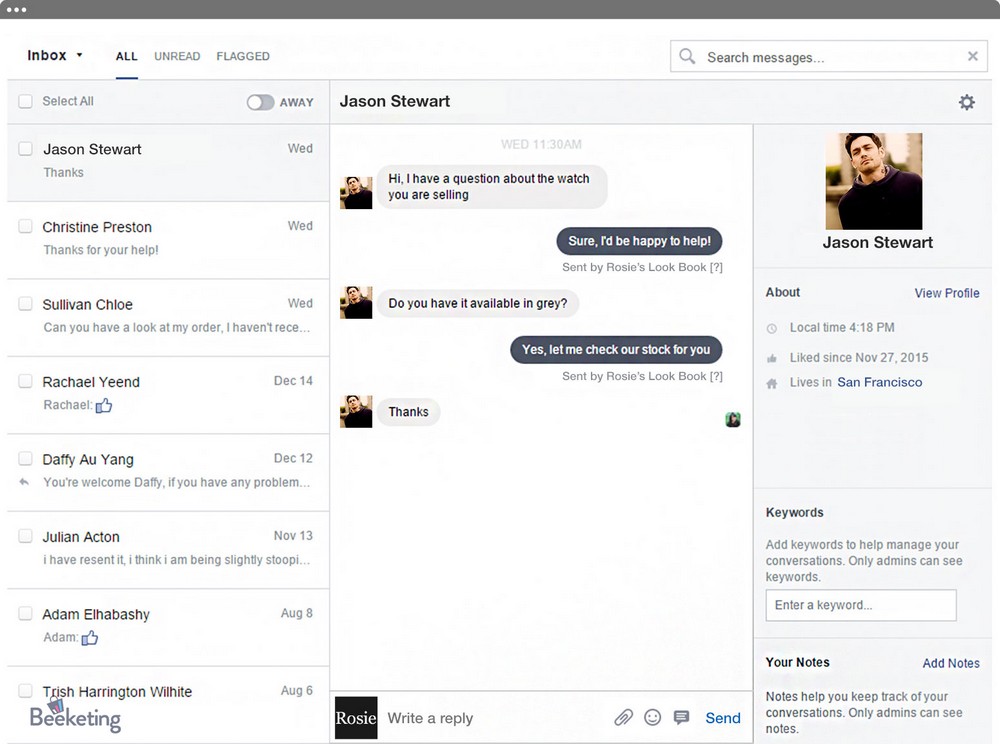 Inbox
ALL UNREAD FLAGGED
Search messages...
Select All
AWAY
Jason Stewart
Wed
Thanks
Christine Preston
Wed
Thanks for your help!
Sullivan Chloe
Wed
Can you have a look at my order, I haven't rece...
Rachael Yeend
Dec 14
Rachael:
Daffy Au Yang
Dec 12
You're welcome Daffy, if you have any problem...
Julian Acton
Nov 13
i have resent it, i think i am being slightly stoopi...
Adam Elhabashy
Aug 8
Adam:
Trish Harrington Wilhite
Aug 6
Beeketing
Jason Stewart
WED 11:30AM
Hi, I have a question about the watch
you are selling
Sure, I'd be happy to help!
Sent by Rosie's Look Book [?]
Do you have it available in grey?
Yes, let me check our stock for you
Sent by Rosie's Look Book [?]
Thanks
Rosie
Write a reply
Send
Jason Stewart
About
View Profile
Local time 4:18 PM
Liked since Nov 27, 2015
Lives in San Francisco
Keywords
Add keywords to help manage your
conversations. Only admins can see
keywords.
Enter a keyword...
Your Notes
Add Notes
Notes help you keep track of your
conversations. Only admins can see
notes.